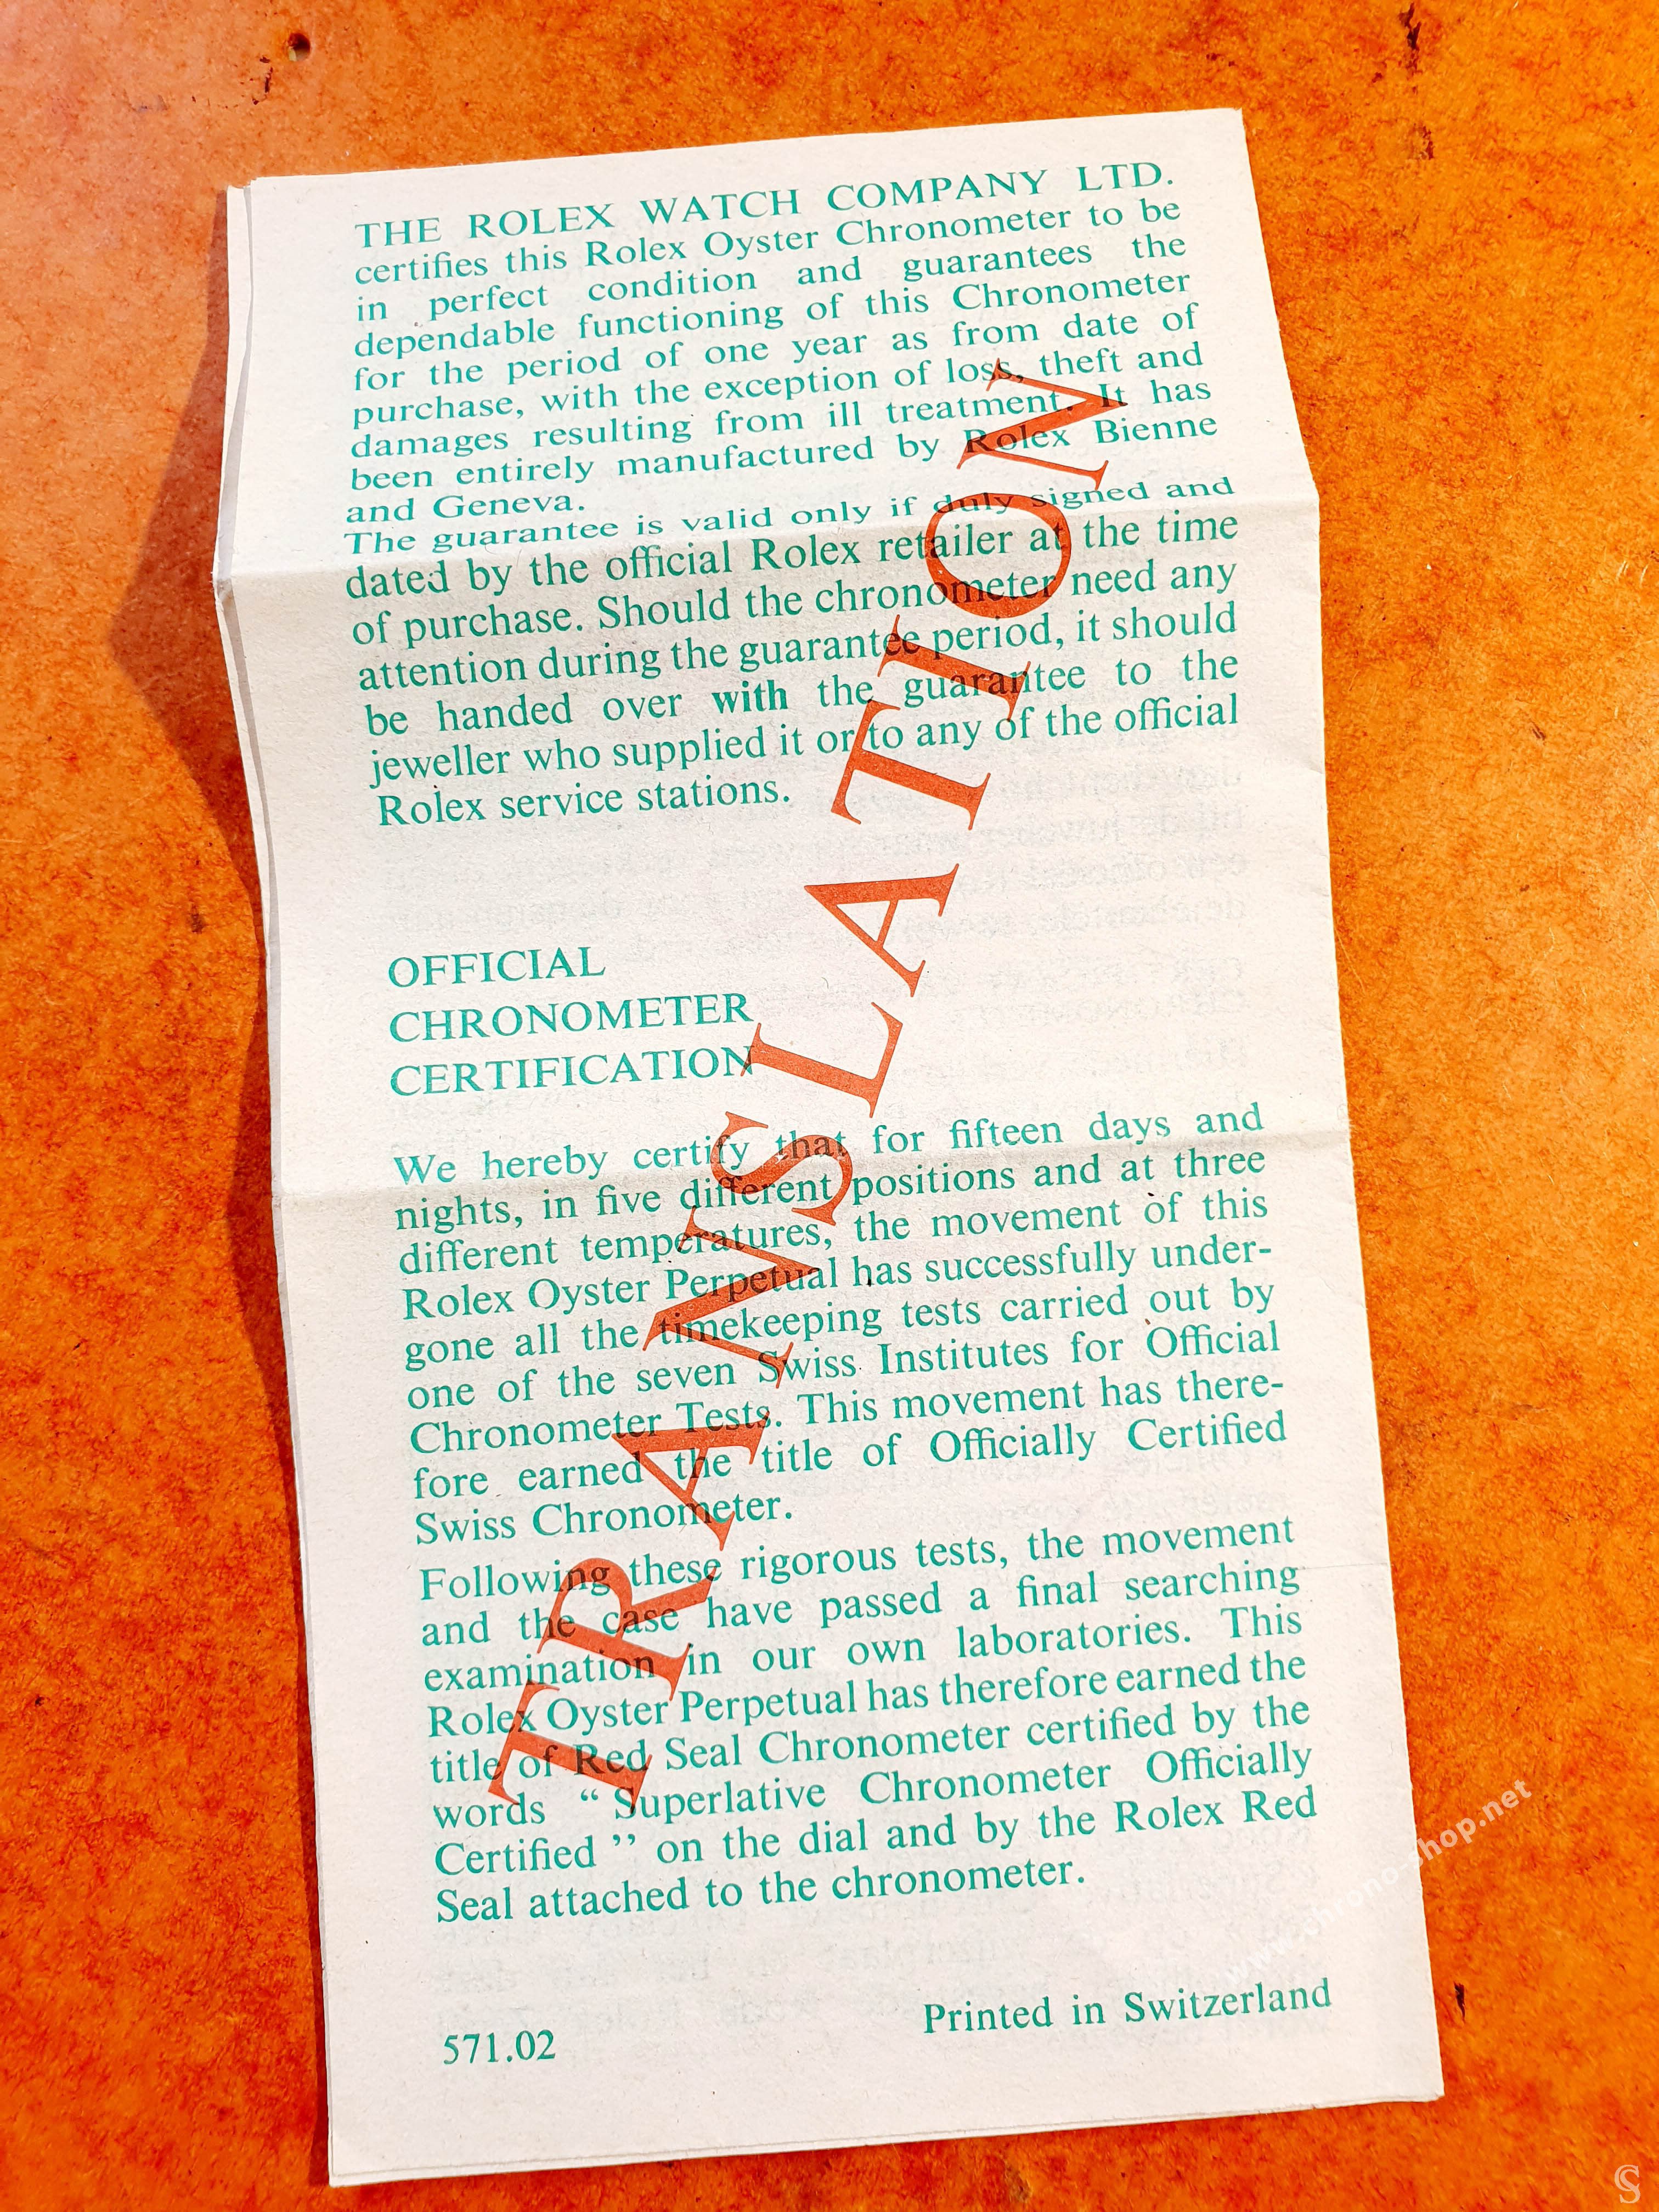 THE ROLEX WATCH COMPANY LTD.
certifies this Rolex Oyster Chronometer to be
in perfect condition and guarantees the
dependable functioning of this Chronometer
for the period of one year as from date of
purchase, with the exception of loss, theft and
damages resulting from ill treatment. It has
been entirely manufactured by Rolex Bienne
and Geneva.
The guarantee is valid only if duly signed and
dated by the official Rolex retailer at the time
of purchase. Should the chronometer need any
attention during the guarantee period, it should
be handed over with the guarantee to the
jeweller who supplied it or to any of the official
Rolex service stations.
OFFICIAL
CHRONOMETER
CERTIFICATION
We hereby certify that for fifteen days and
nights, in five different positions and at three
different temperatures, the movement of this
Rolex Oyster Perpetual has successfully under-
gone all the timekeeping tests carried out by
one of the seven Swiss Institutes for Official
Chronometer Tests. This movement has there-
fore earned the title of Officially Certified
Swiss Chronometer.
Following these rigorous tests, the movement
and the case have passed a final searching
examination in our own laboratories. This
Rolex Oyster Perpetual has therefore earned the
title of Red Seal Chronometer certified by the
words “ Superlative Chronometer Officially
Certified ” on the dial and by the Rolex Red
Seal attached to the chronometer.
571.02
Printed in Switzerland
TRANSLATION